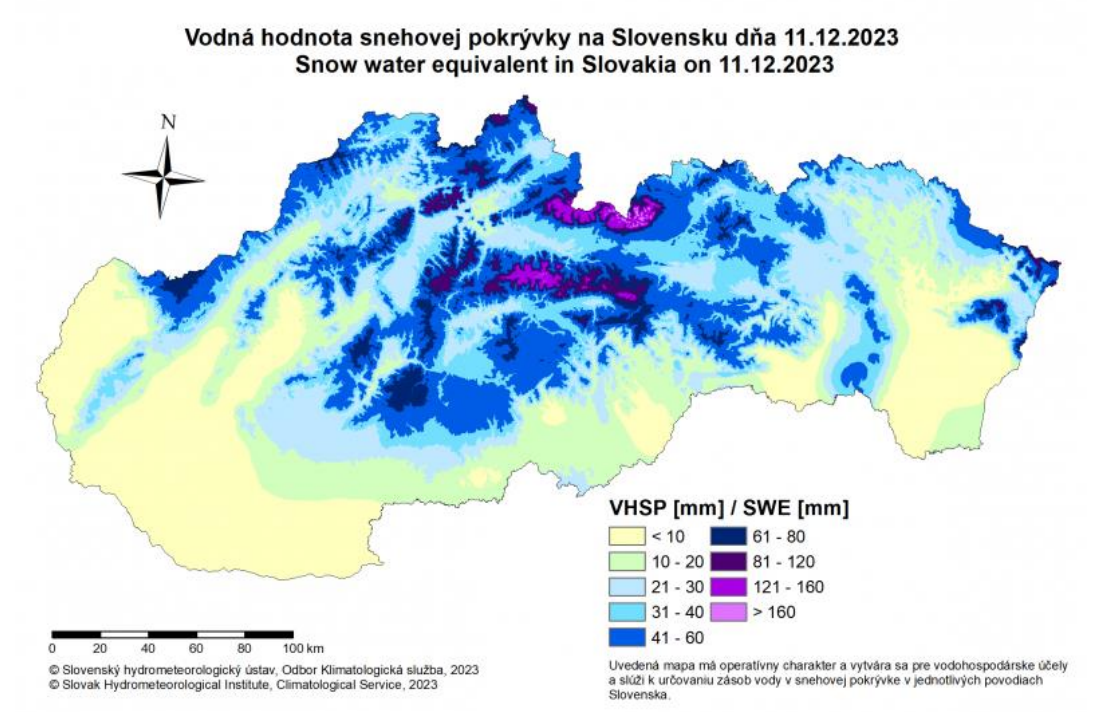 Vodná hodnota snehovej pokrývky na Slovensku dňa 11.12.2023
Snow water equivalent in Slovakia on 11.12.2023
N
VHSP [mm] / SWE [mm]
< 10
61 - 80
10 - 20
81 - 120
21 - 30
121 - 160
31 - 40
> 160
41 - 60
0 20 40 60 80 100 km
© Slovenský hydrometeorologický ústav, Odbor Klimatologická služba, 2023
© Slovak Hydrometeorological Institute, Climatological Service, 2023
Uvedená mapa má operatívny charakter a vytvára sa pre vodohospodárske účely
a slúži k určovaniu zásob vody v snehovej pokrývke v jednotlivých povodiach
Slovenska.